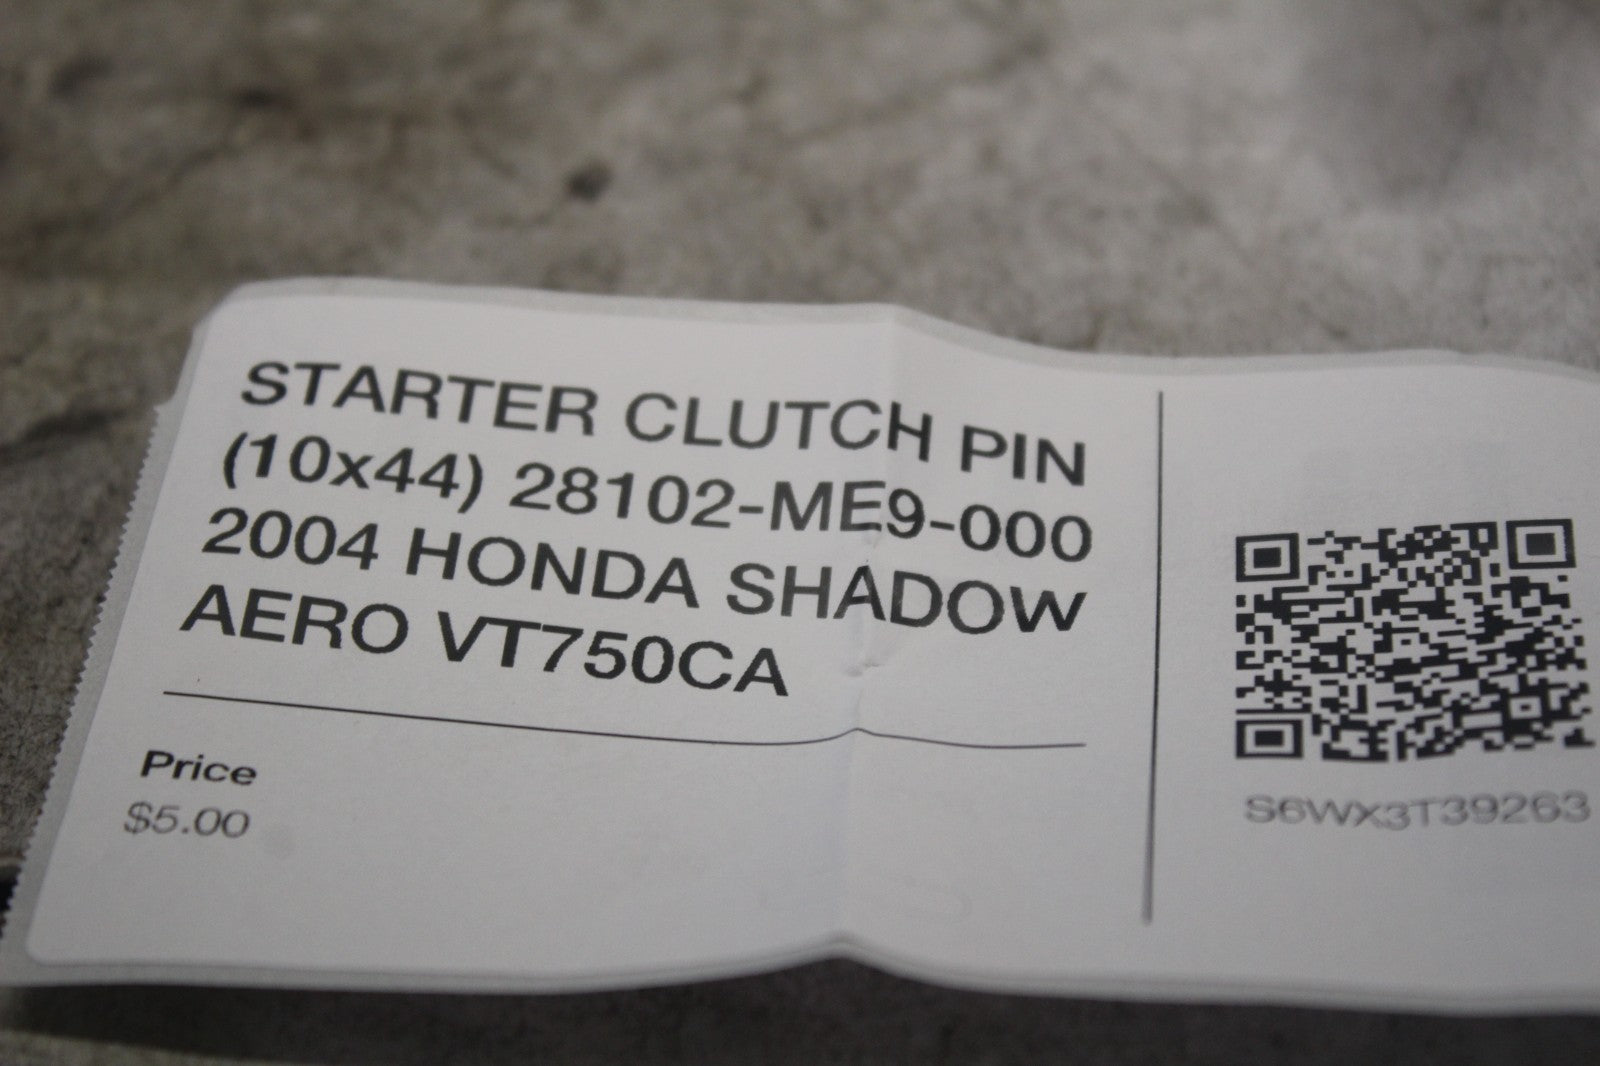 STARTER CLUTCH PIN
(10x44) 28102-ME9-000
2004 HONDA SHADOW
AERO VT750CA
Price
$5.00
S6WX3T39263